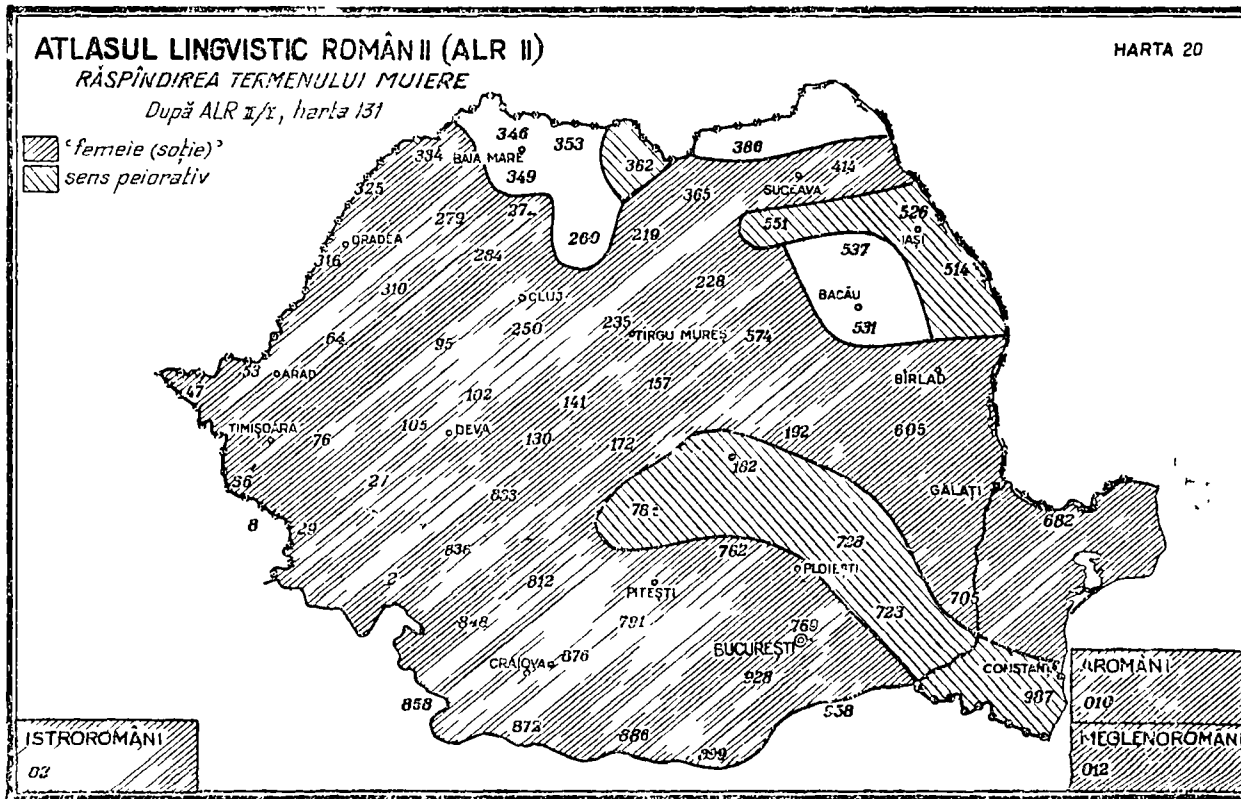 ATLASUL LINGVISTIC ROMÂN II (ALR II)
HARTA 20
RĂSPÎNDIREA TERMENULUI MUIERE
După ALR II/I, harta 131
‘femeie (soție)’
sens peiorativ
346
353
386
334
BAIA MARE
362
414
325
349
365
SUCEAVA
279
219
551
526
IAȘI
ORADEA
260
537
316
284
514
310
228
BACĂU
CLUJ
250
235
TÎRGU MUREȘ
574
531
64
95
53
ARAD
BÎRLAD
47
102
141
157
TIMIȘOARA
76
105
DEVA
130
172
192
605
182
56
27
GALAȚI
8
29
682
836
762
728
2
812
PITEȘTI
PLOIEȘTI
705
848
791
723
769
BUCUREȘTI
CRAIOVA
876
928
987
858
872
886
ISTROROMÂNI
02
AROMÂNI
010
MEGLENOROMÂNI
012